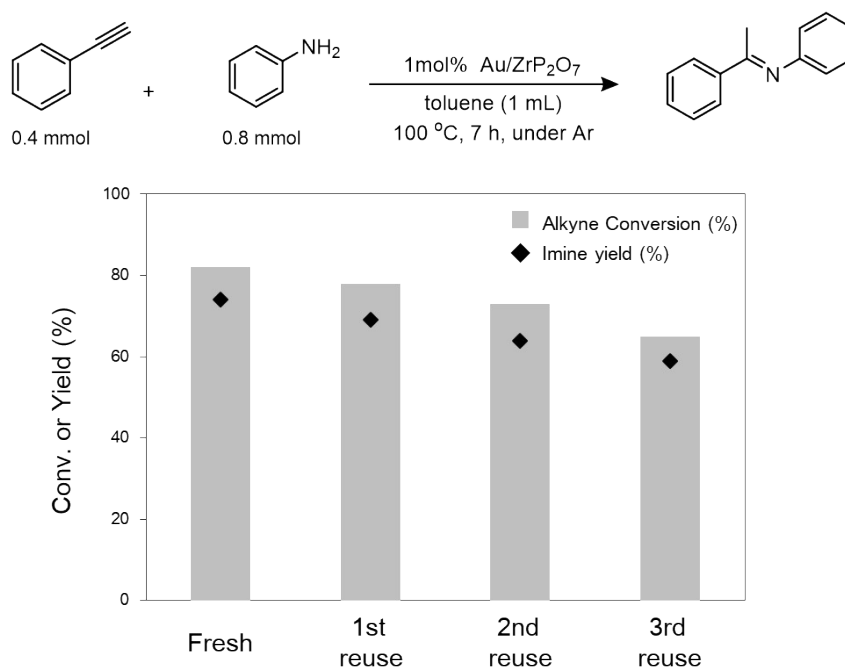 NH2
1mol% Au/ZrP2O7
+
N
toluene (1 mL)
0.4 mmol
0.8 mmol
100 °C, 7 h, under Ar
100
Alkyne Conversion (%)
Imine yield (%)
80
60
40
20
0
Conv. or Yield (%)
Fresh
1st
reuse
2nd
reuse
3rd
reuse